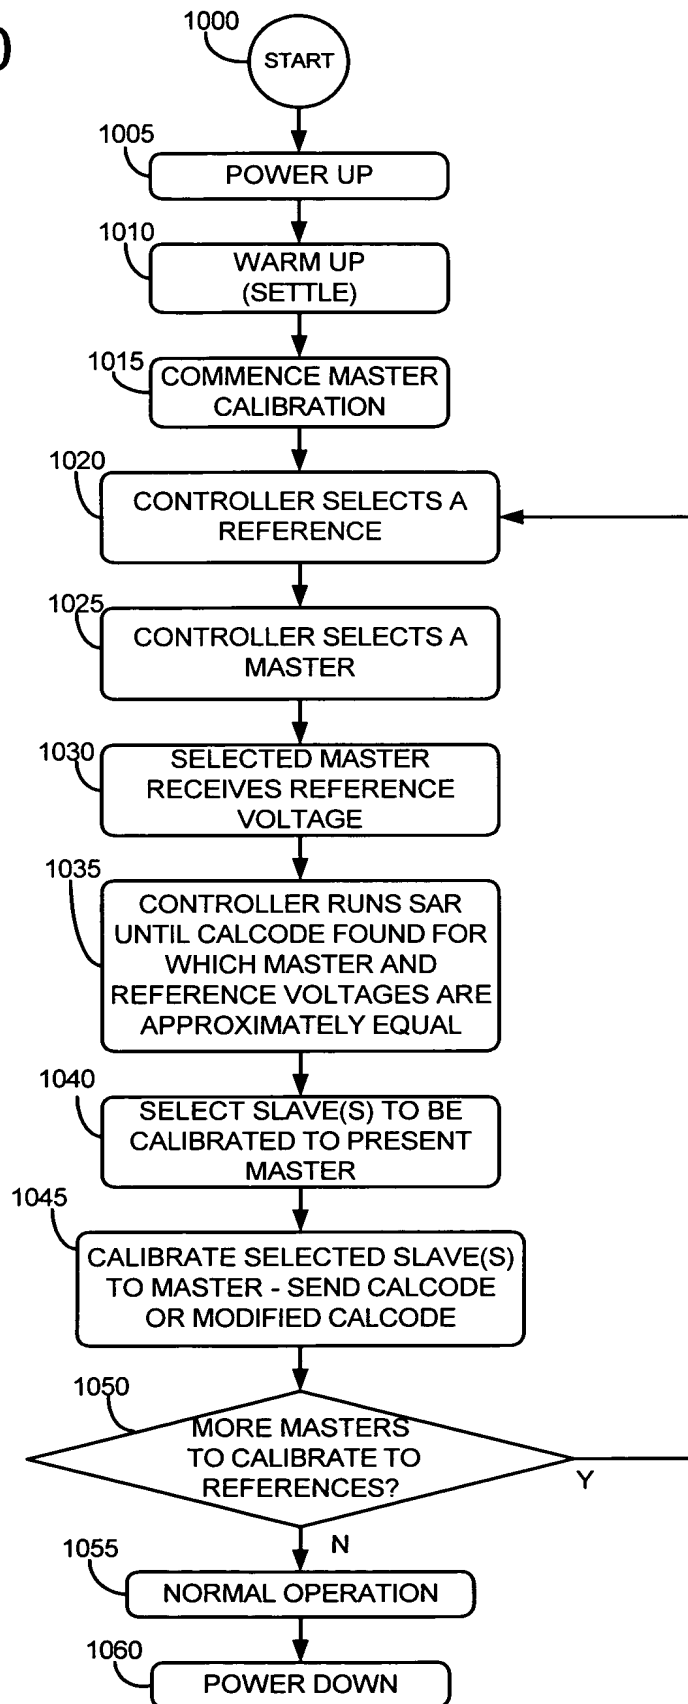 1000
START
1005
POWER UP
1010
WARM UP
(SETTLE)
1015
COMMENCE MASTER
CALIBRATION
1020
CONTROLLER SELECTS A
REFERENCE
1025
CONTROLLER SELECTS A
MASTER
1030
SELECTED MASTER
RECEIVES REFERENCE
VOLTAGE
1035
CONTROLLER RUNS SAR
UNTIL CALCODE FOUND FOR
WHICH MASTER AND
REFERENCE VOLTAGES ARE
APPROXIMATELY EQUAL
1040
SELECT SLAVE(S) TO BE
CALIBRATED TO PRESENT
MASTER
1045
CALIBRATE SELECTED SLAVE(S)
TO MASTER - SEND CALCODE
OR MODIFIED CALCODE
1050
MORE MASTERS
TO CALIBRATE TO
REFERENCES?
Y
N
1055
NORMAL OPERATION
1060
POWER DOWN